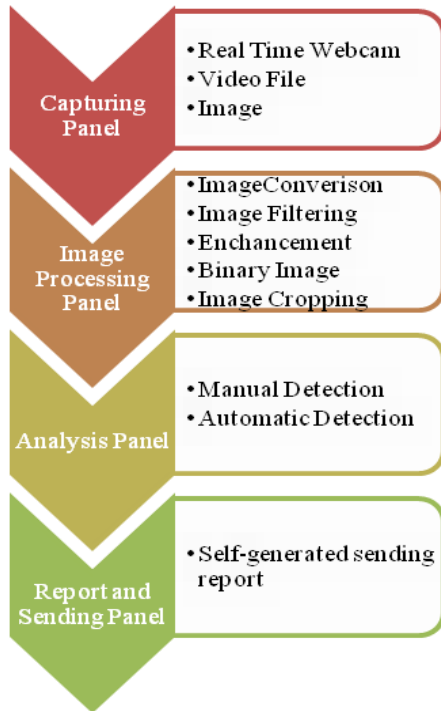 Capturing
Panel
• Real Time Webcam
• Video File
• Image
Image
Processing
Panel
• ImageConverison
• Image Filtering
• Enchancement
• Binary Image
• Image Cropping
Analysis Panel
• Manual Detection
• Automatic Detection
Report and
Sending Panel
• Self-generated sending
report